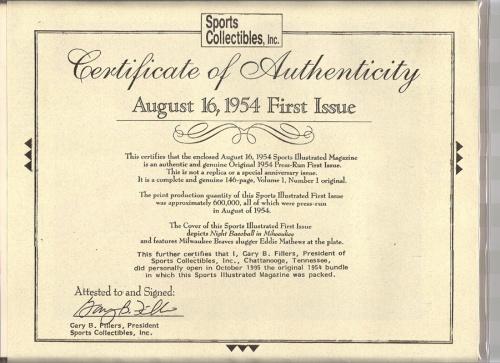 Sports
Collectibles, Inc.
Certificate of Authenticity
August 16, 1954 First Issue
This certifies that the enclosed August 16, 1954 Sports Illustrated Magazine
is an authentic and genuine Original 1954 Press-Run First Issue.
This is not a replica or a special anniversary issue.
It is a complete and genuine 146-page, Volume 1, Number 1 original.
The print production quantity of this Sports Illustrated First Issue
was approximately 600,000, all of which were press-run
in August of 1954.
The Cover of this Sports Illustrated First Issue
depicts Night Baseball in Milwaukee
and features Milwaukee Braves slugger Eddie Mathews at the plate.
This further certifies that I, Gary B. Fillers, President of
Sports Collectibles, Inc., Chattanooga, Tennessee,
did personally open in October 1995 the original 1954 bundle
in which this Sports Illustrated Magazine was packed.
Attested to and Signed:
Gary B. Fillers
Gary B. Fillers, President
Sports Collectibles, Inc.